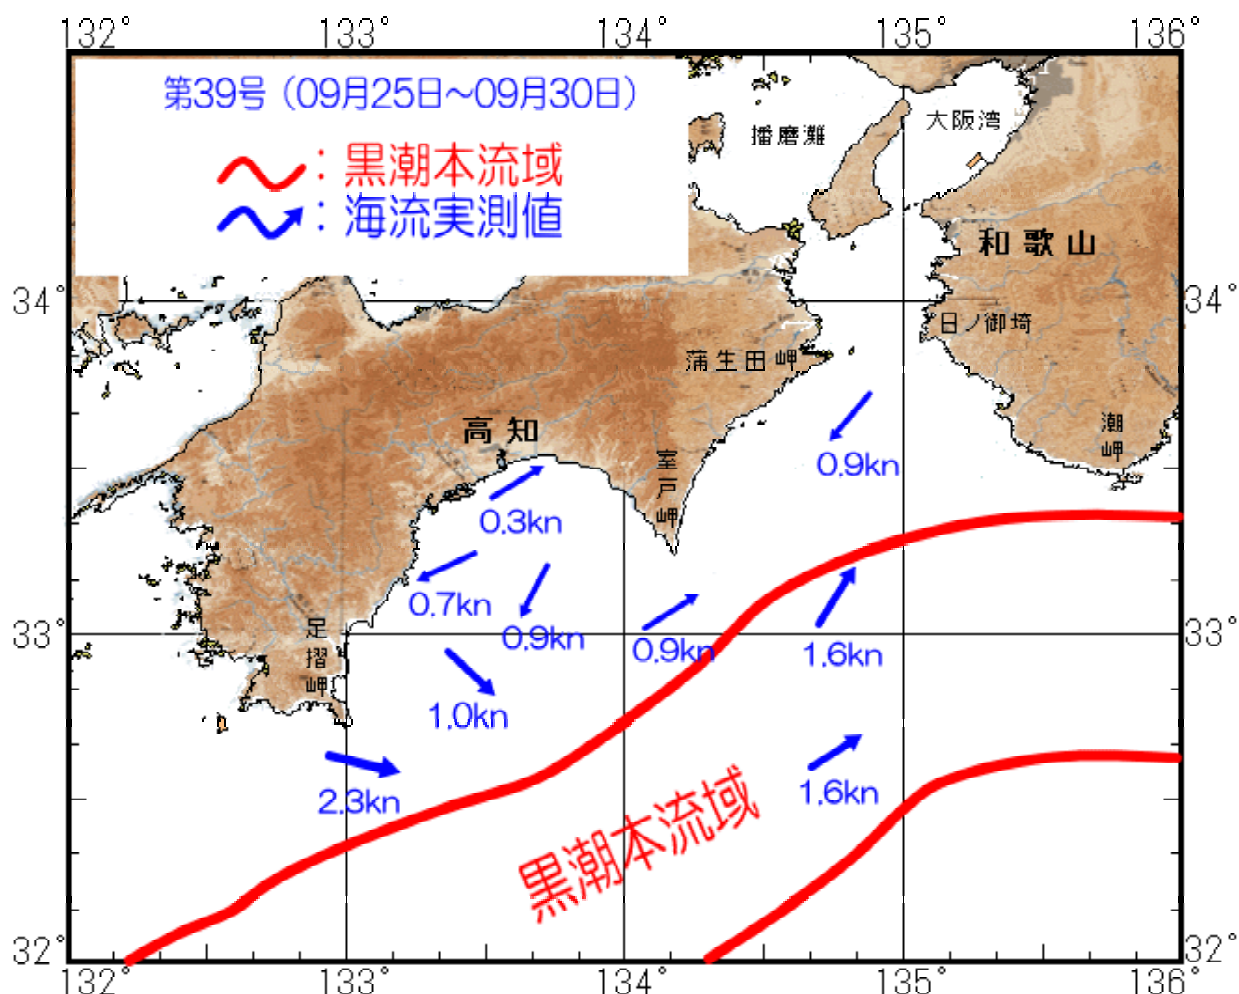 132° 133° 134° 135° 136°
第39号（09月25日～09月30日）
：黒潮本流域
：海流実測値
播磨灘
大阪湾
和歌山
34° 34°
日ノ御埼
蒲生田岬
潮岬
高知
室戸岬
0.9kn
0.3kn
0.7kn
0.9kn
足摺岬
33° 33°
0.9kn
1.6kn
1.0kn
2.3kn
1.6kn
黒潮本流域
32° 32°
132° 133° 134° 135° 136°